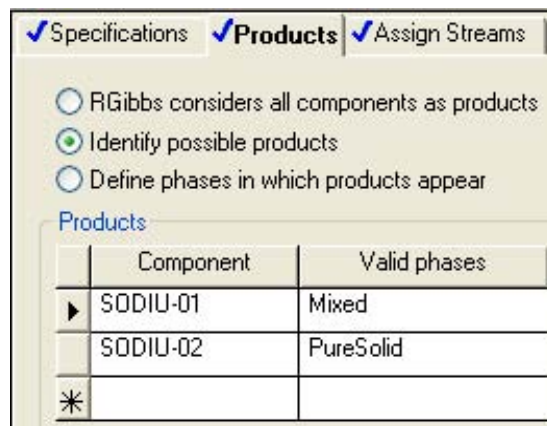 Specifications Products Assign Streams
RGibbs considers all components as products
Identify possible products
Define phases in which products appear
Products
Component Valid phases
SODIU-01 Mixed
SODIU-02 PureSolid